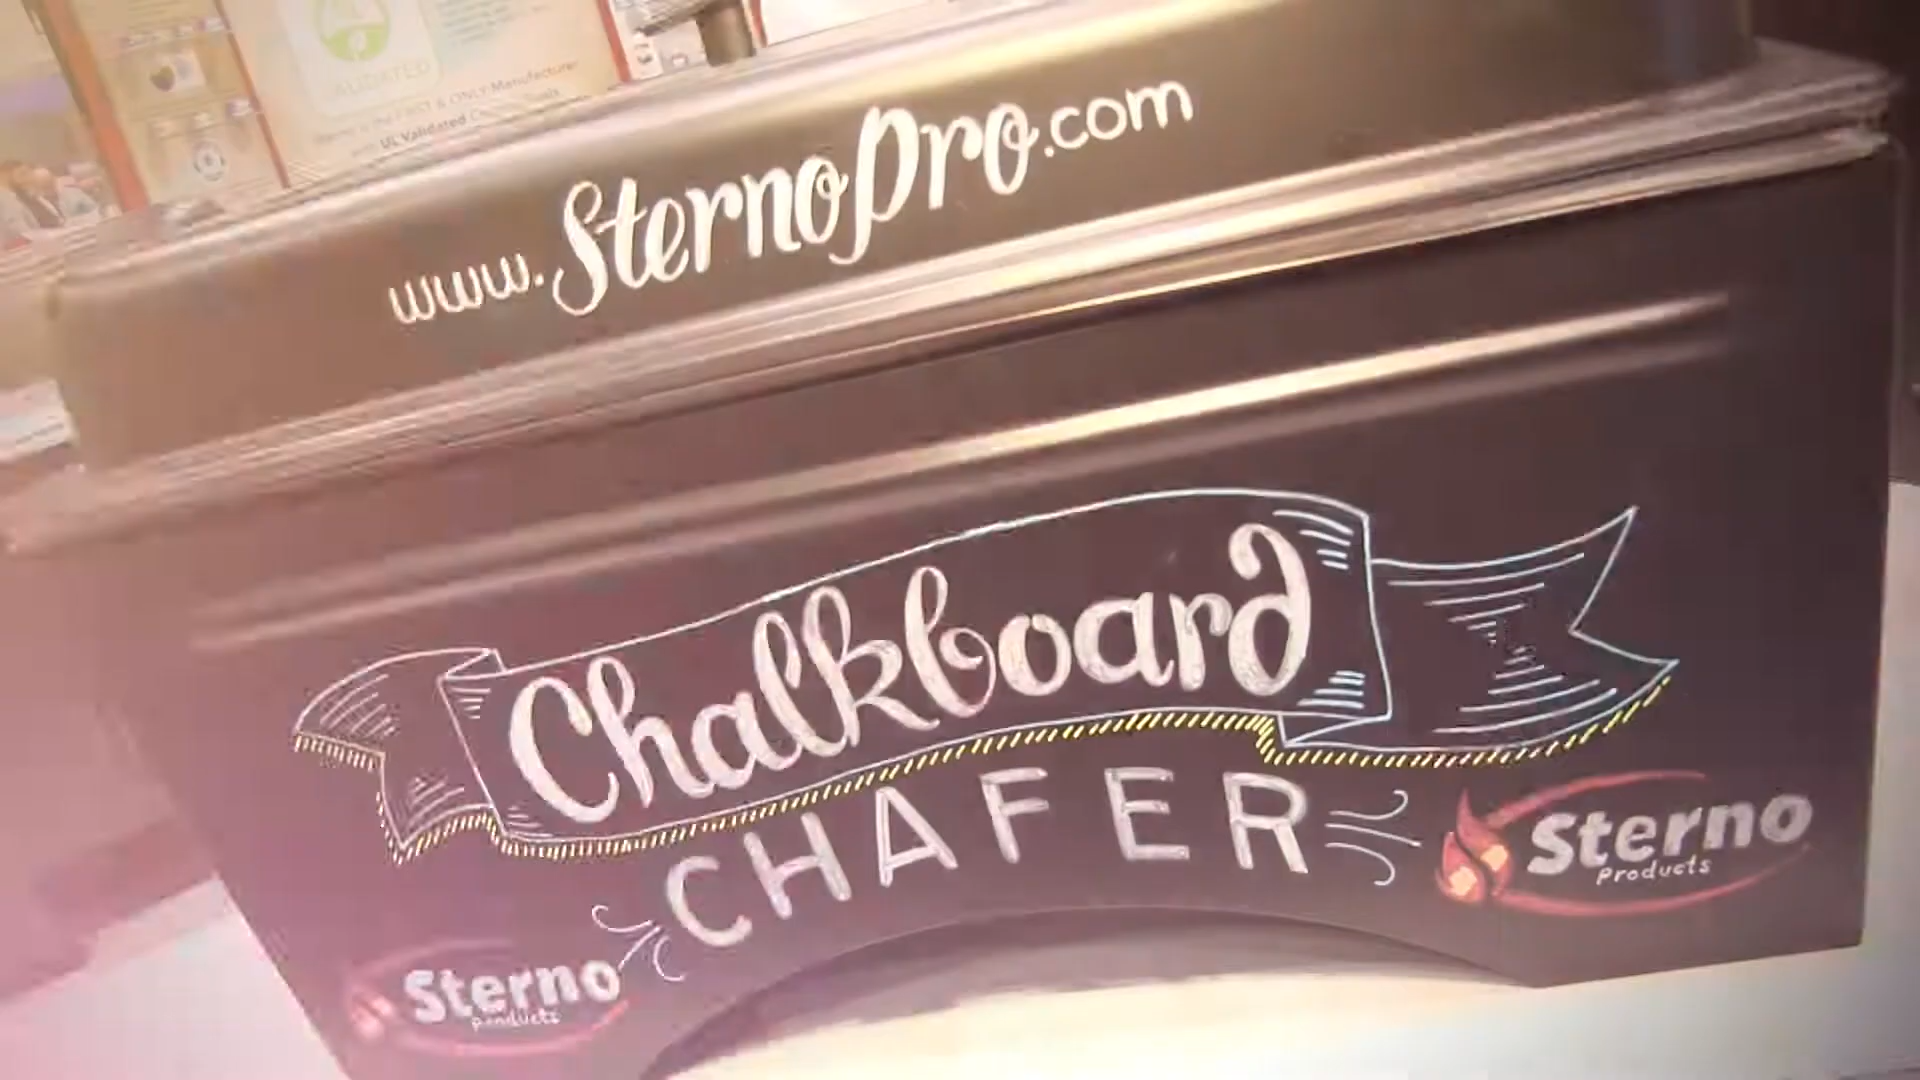 VALIDATED
Sterno is the FIRST & ONLY Manufacturer
with UL Validated
www.SternoPro.com
Chalkboard
CHAFER
Sterno
Products
Sterno
Products